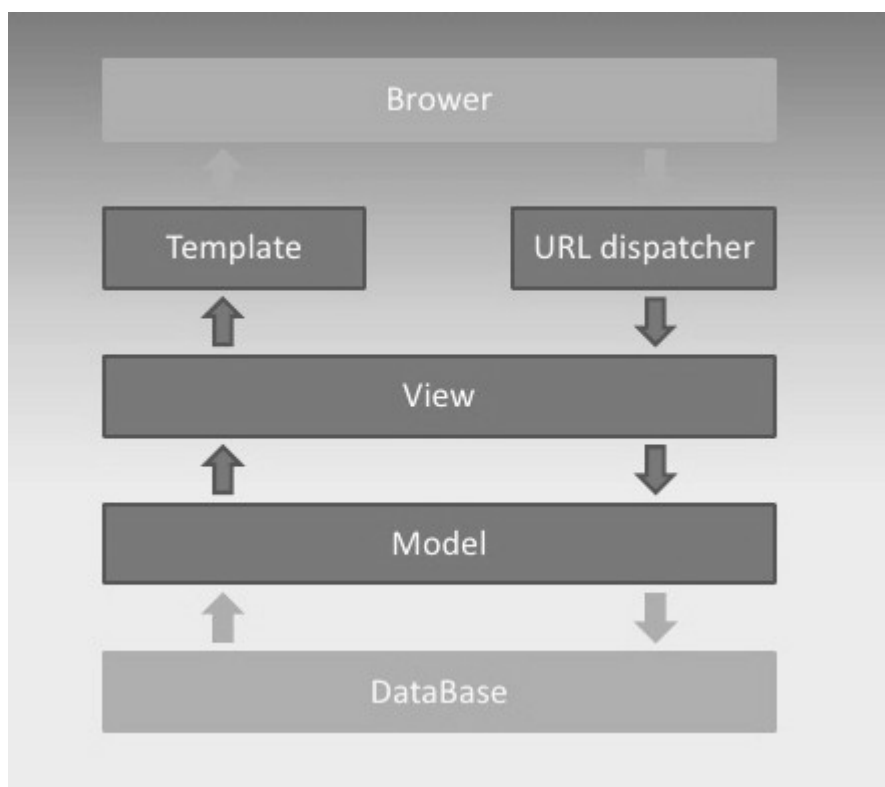 Brower
Template
URL dispatcher
View
Model
DataBase